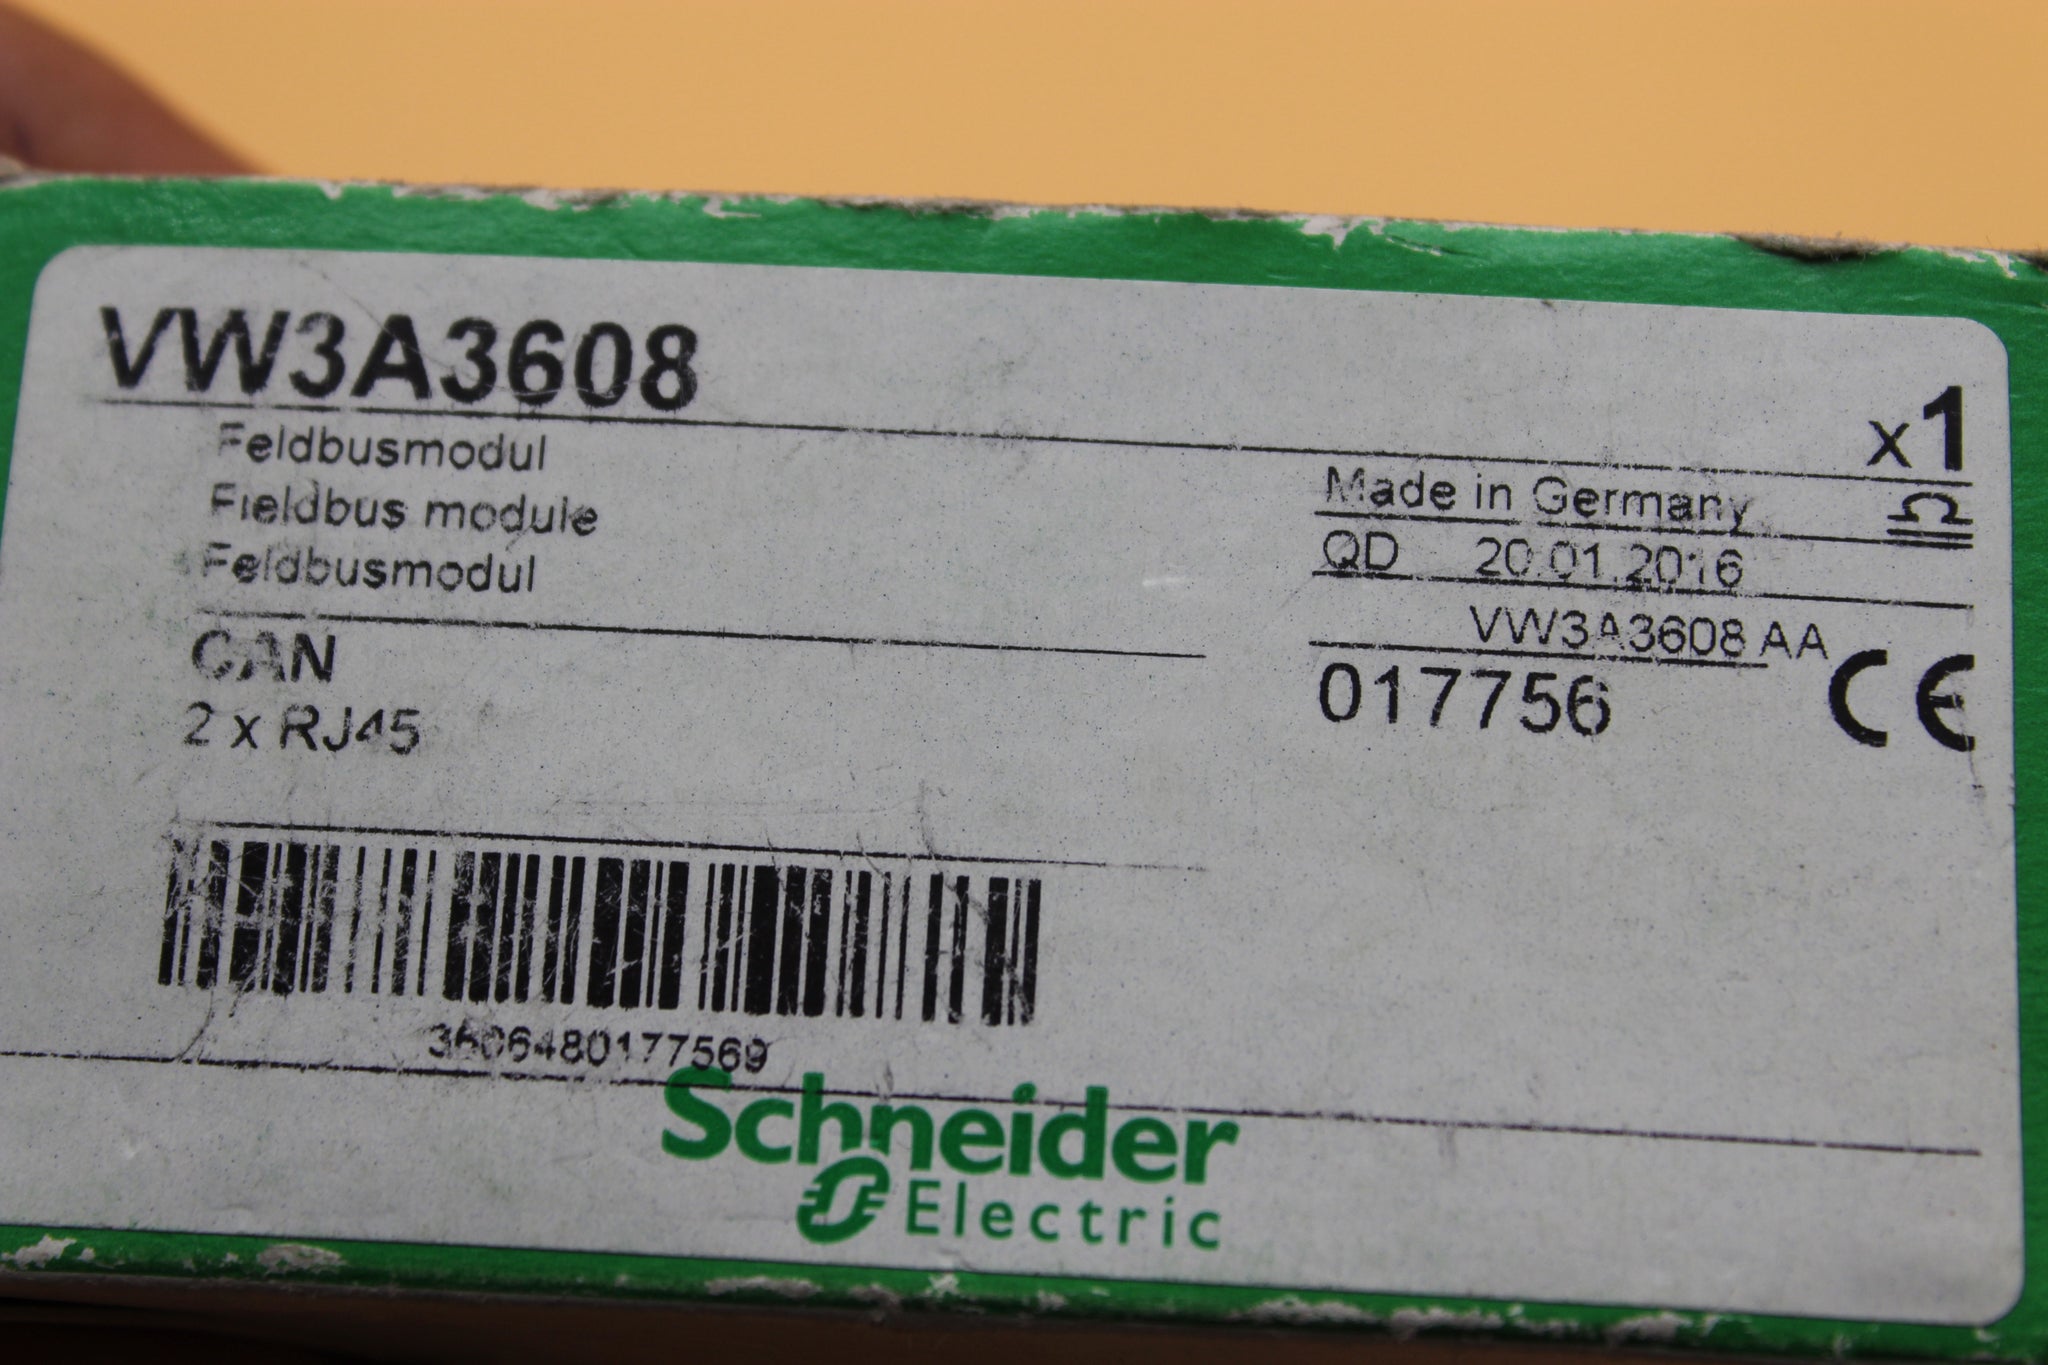 VW3A3608
x1
Feldbusmodul
Fieldbus module
Feldbusmodul
CAN
2 x RJ45
Made in Germany
QD 20.01.2016
VW3A3608 AA
017756
CE
3606480177569
Schneider
Electric